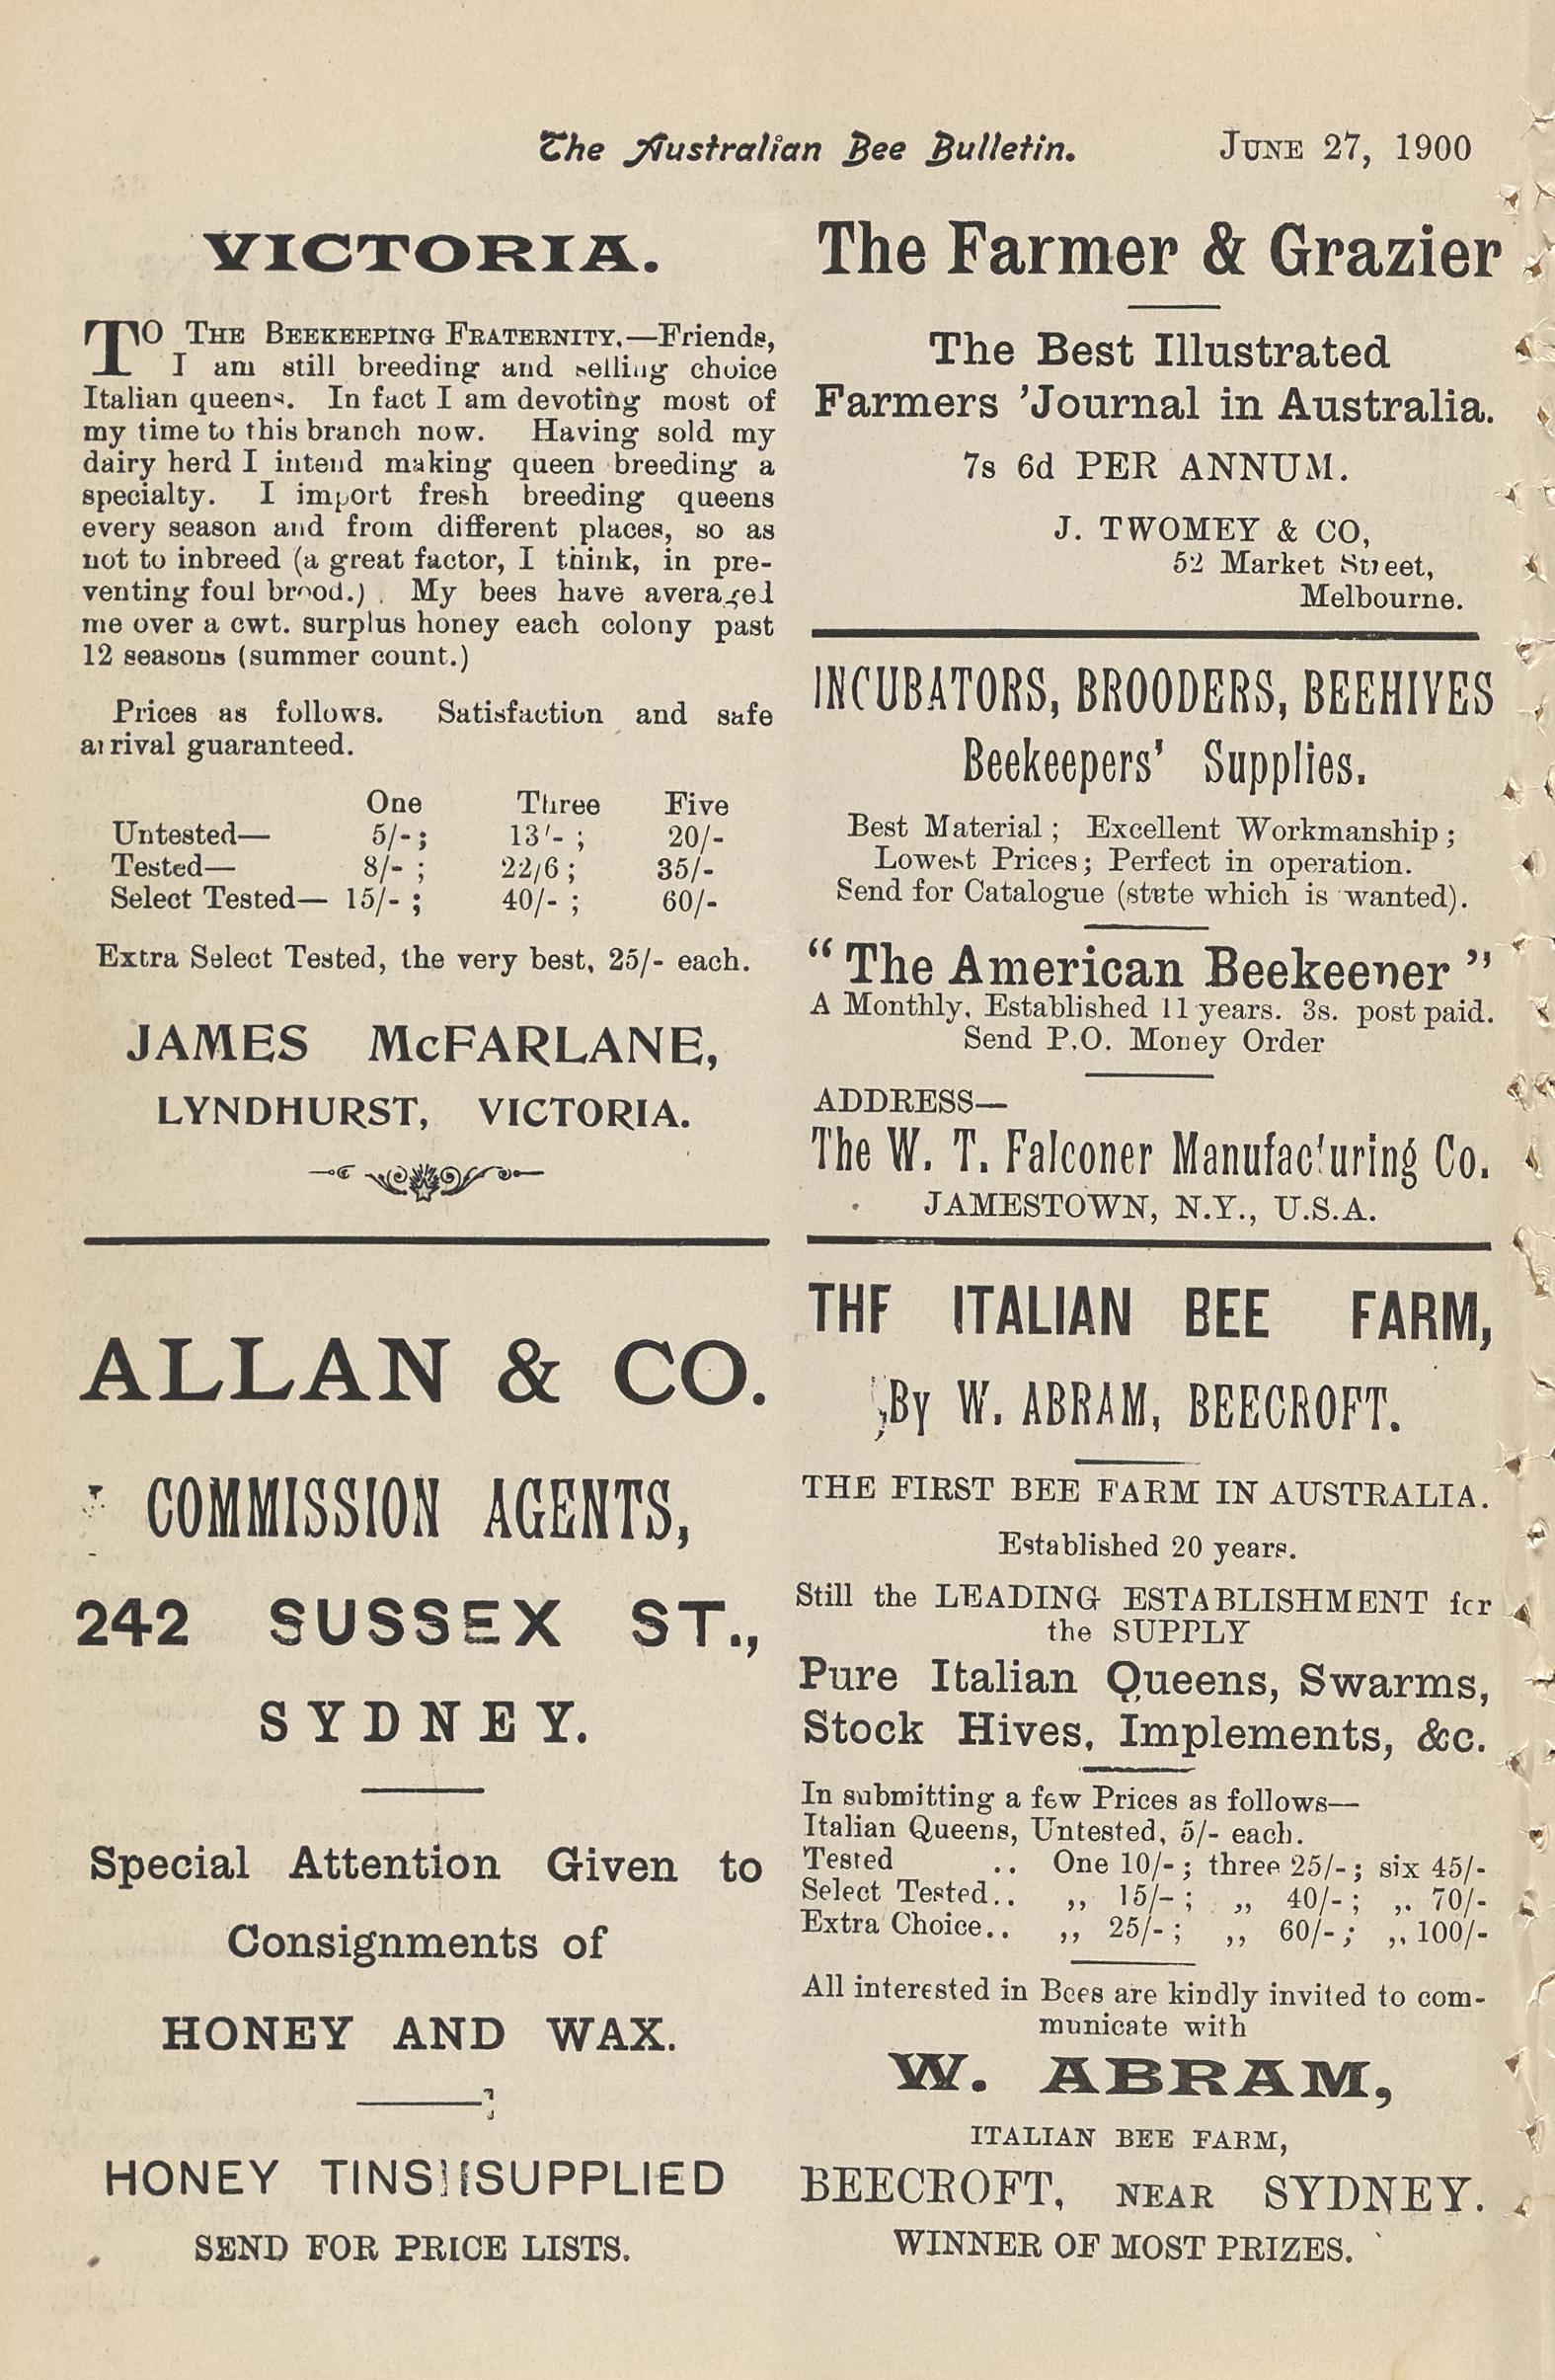 The Australian Bee Bulletin. JUNE 27, 1900
VICTORIA.
TO THE BEEKEEPING FRATERNITY.—Friends,
I am still breeding and selling choice
Italian queens. In fact I am devoting most of
my time to this branch now. Having sold my
dairy herd I intend making queen breeding a
specialty. I import fresh breeding queens
every season and from different places, so as
not to inbreed (a great factor, I think, in pre-
venting foul brood.) My bees have averaged
me over a cwt. surplus honey each colony past
12 seasons (summer count.)
Prices as follows. Satisfaction and safe
arrival guaranteed.
One Three Five
Untested— 5/-; 13/-; 20/-
Tested— 8/-; 22/6; 35/-
Select Tested— 15/-; 40/-; 60/-
Extra Select Tested, the very best, 25/- each.
JAMES McFARLANE,
LYNDHURST, VICTORIA.
ALLAN & CO.
COMMISSION AGENTS,
242 SUSSEX ST.,
SYDNEY.
Special Attention Given to
Consignments of
HONEY AND WAX.
HONEY TINS SUPPLIED
SEND FOR PRICE LISTS.
The Farmer & Grazier
The Best Illustrated
Farmers 'Journal in Australia.
7s 6d PER ANNUM.
J. TWOMEY & CO,
52 Market Street,
Melbourne.
INCUBATORS, BROODERS, BEEHIVES
Beekeepers' Supplies.
Best Material; Excellent Workmanship;
Lowest Prices; Perfect in operation.
Send for Catalogue (state which is wanted).
"The American Beekeener"
A Monthly, Established 11 years. 3s. post paid.
Send P.O. Money Order
ADDRESS—
The W. T. Falconer Manufacturing Co.
JAMESTOWN, N.Y., U.S.A.
THF ITALIAN BEE FARM,
By W. ABRAM, BEECROFT.
THE FIRST BEE FARM IN AUSTRALIA.
Established 20 years.
Still the LEADING ESTABLISHMENT for
the SUPPLY
Pure Italian Queens, Swarms,
Stock Hives, Implements, &c.
In submitting a few Prices as follows—
Italian Queens, Untested, 5/- each.
Tested .. One 10/-; three 25/-; six 45/-
Select Tested.. ,, 15/-; ,, 40/-; ,, 70/-
Extra Choice.. ,, 25/-; ,, 60/-; ,, 100/-
All interested in Bees are kindly invited to com-
municate with
W. ABRAM,
ITALIAN BEE FARM,
BEECROFT, NEAR SYDNEY.
WINNER OF MOST PRIZES.